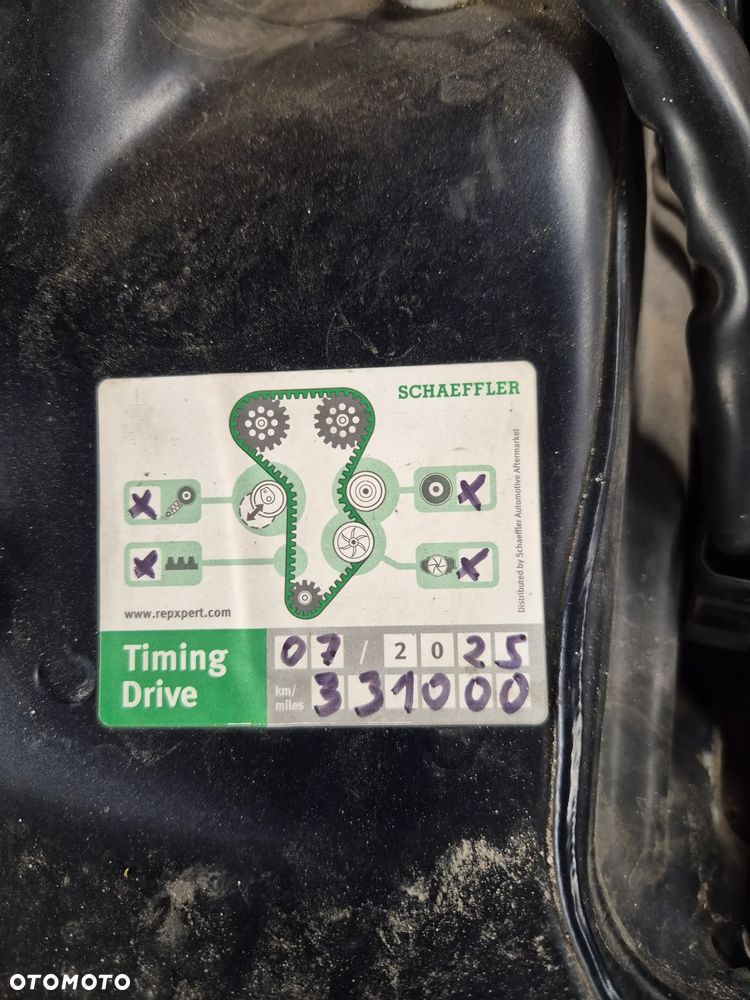 SCHAEFFLER
X
X
X
X
www.repxpert.com
Distributed by Schaeffler Automotive Aftermarket
Timing
Drive
07 / 2025
km/
miles
331000
OTOMOTO